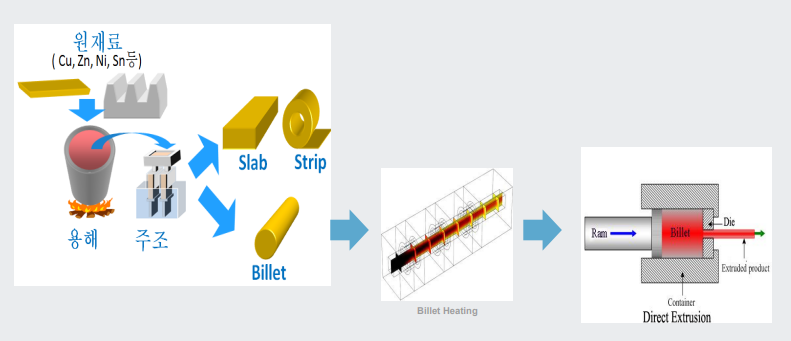 원재료
( Cu, Zn, Ni, Sn등)
용해
주조
Slab
Strip
Billet
Billet Heating
Ram
Billet
Die
Extruded product
Container
Direct Extrusion